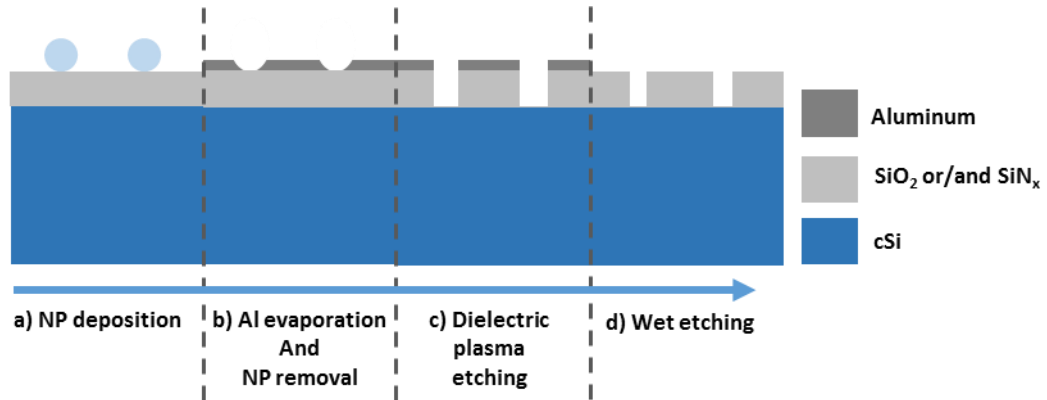 Aluminum
SiO2 or/and SiNx
cSi
a) NP deposition
b) Al evaporation
And
NP removal
c) Dielectric
plasma
etching
d) Wet etching